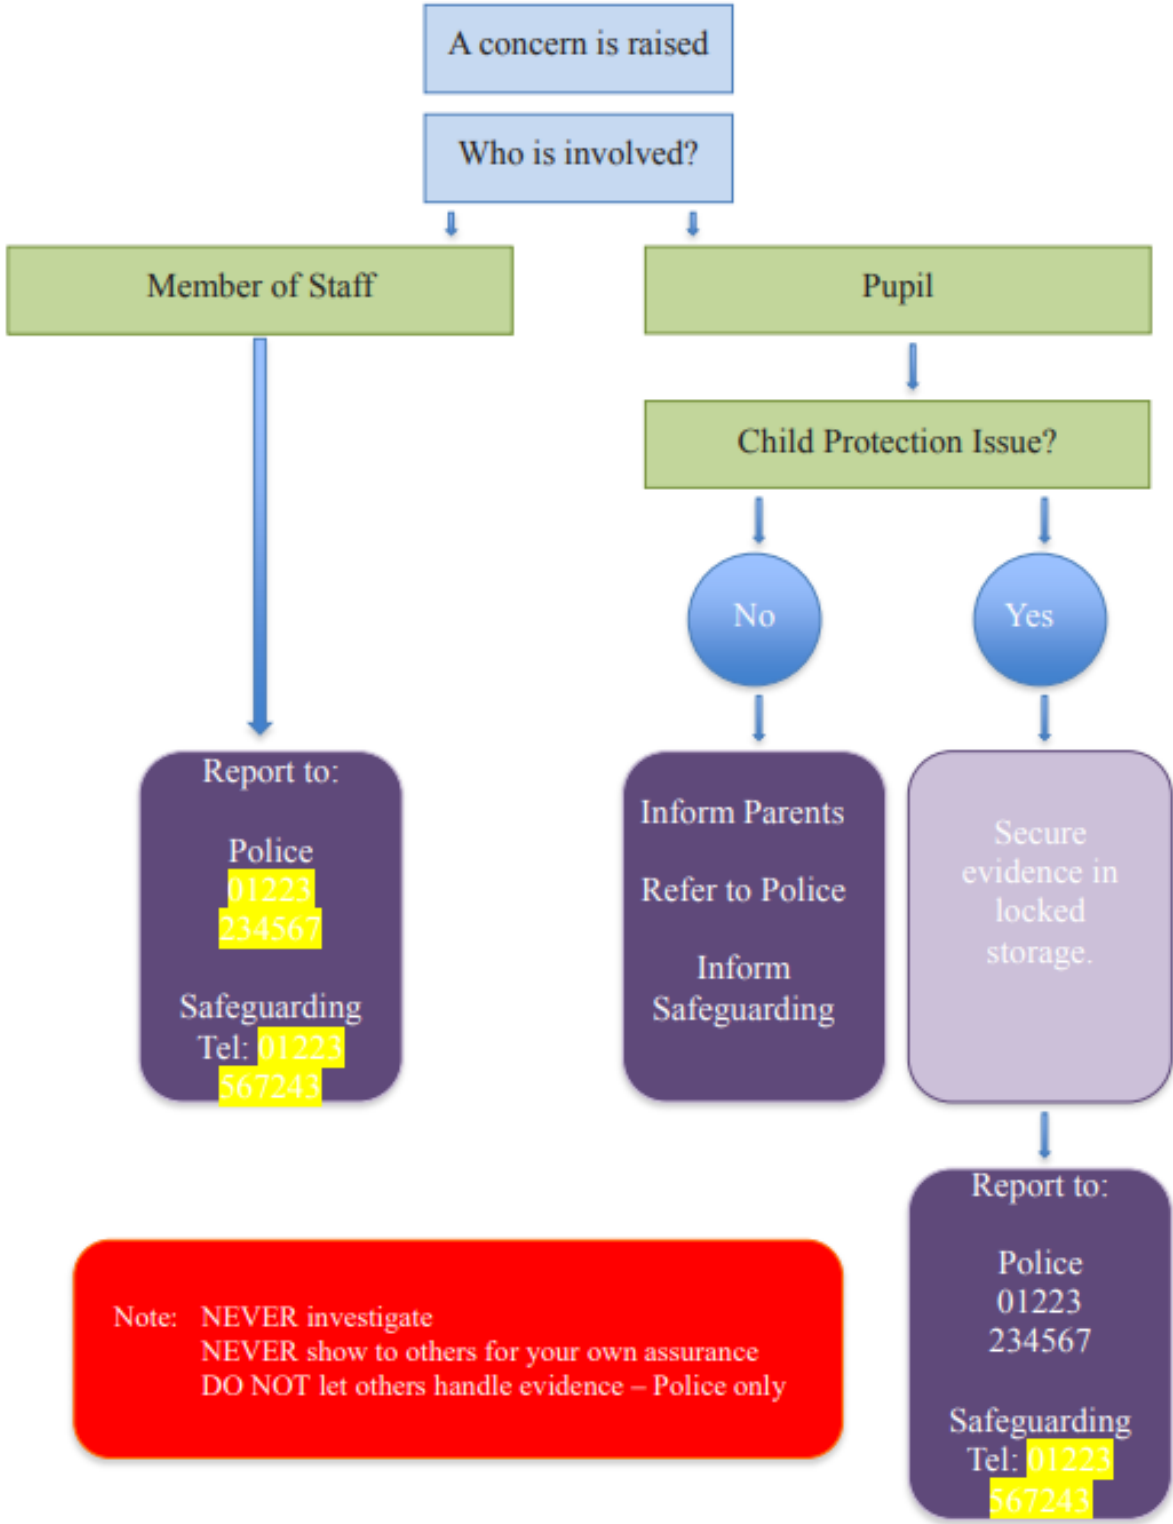 A concern is raised
Who is involved?
Member of Staff
Pupil
Child Protection Issue?
No
Yes
Report to:
Police
01223
234567
Safeguarding
Tel: 01223
567243
Inform Parents
Refer to Police
Inform
Safeguarding
Secure
evidence in
locked
storage.
Report to:
Police
01223
234567
Safeguarding
Tel: 01223
567243
Note: NEVER investigate
NEVER show to others for your own assurance
DO NOT let others handle evidence – Police only